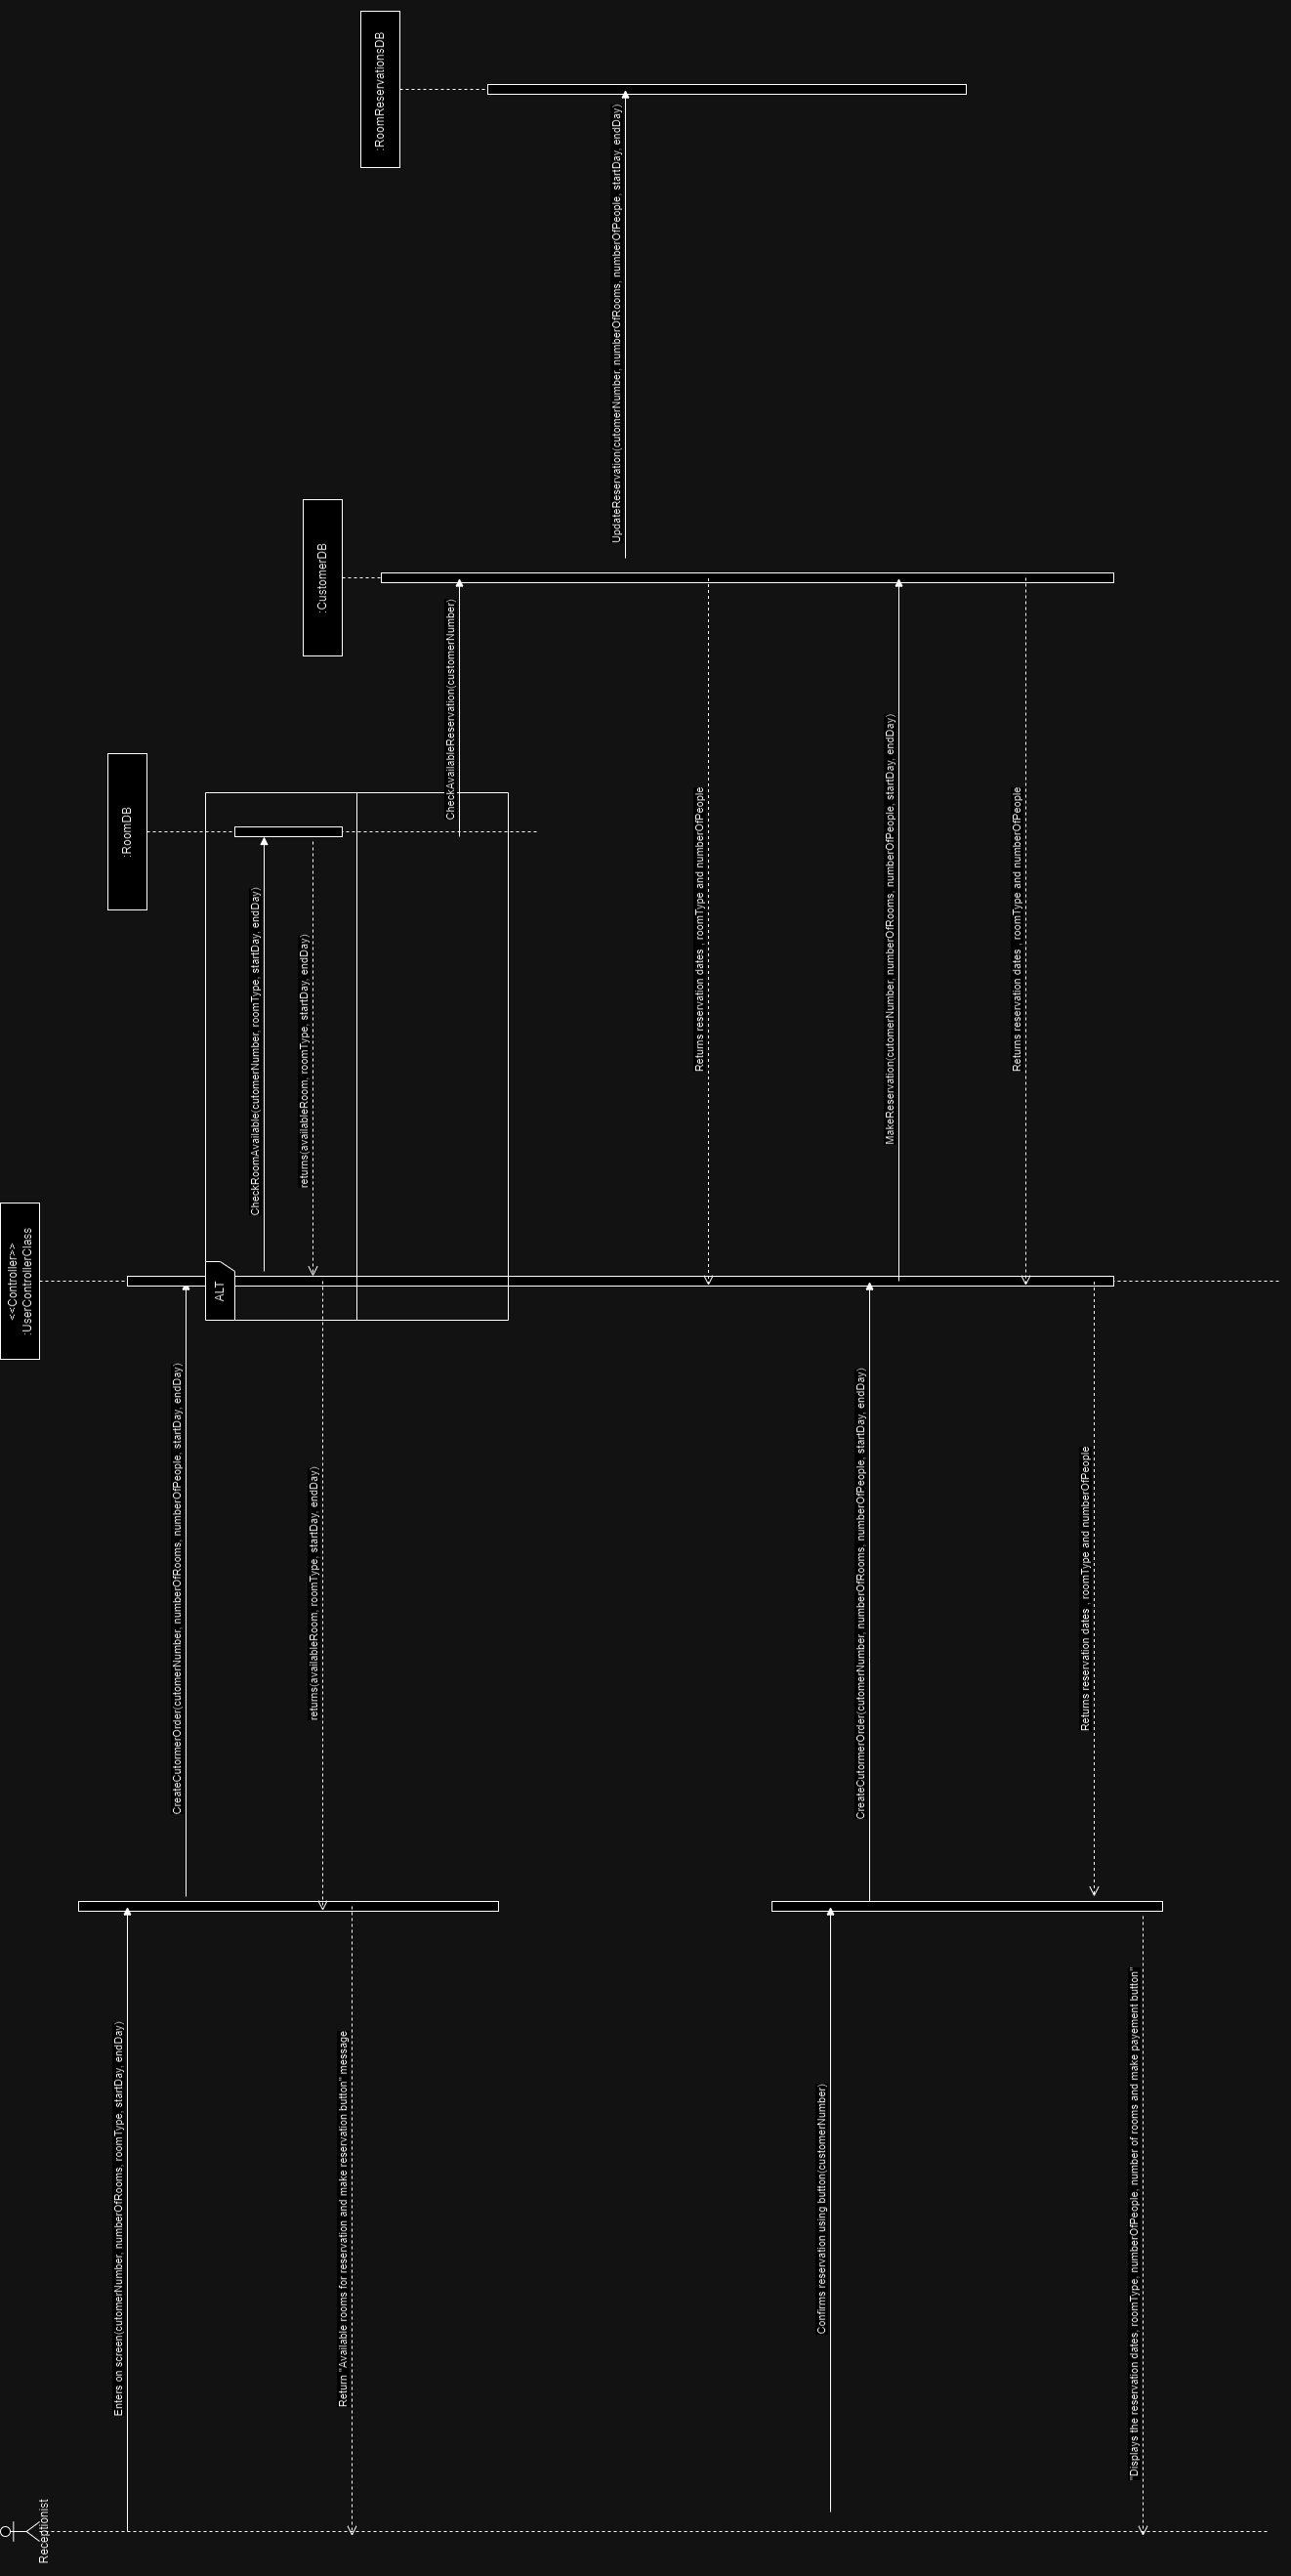 Receptionist
<<Controller>>
:UserControllerClass
:RoomDB
:CustomerDB
:RoomReservationsDB
Enters on screen(cutomerNumber, numberOfRooms, roomType, startDay, endDay)
CreateCutormerOrder(cutomerNumber, numberOfRooms, numberOfPeople, startDay, endDay)
ALT
CheckRoomAvailable(cutomerNumber, roomType, startDay, endDay)
returns(availableRoom, roomType, startDay, endDay)
returns(availableRoom, roomType, startDay, endDay)
Return "Available rooms for reservation and make reservation button" message
CheckAvailableReservation(customerNumber)
UpdateReservation(cutomerNumber, numberOfRooms, numberOfPeople, startDay, endDay)
Returns reservation dates , roomType and numberOfPeople
Confirms reservation using button(customerNumber)
CreateCutormerOrder(cutomerNumber, numberOfRooms, numberOfPeople, startDay, endDay)
MakeReservation(cutomerNumber, numberOfRooms, numberOfPeople, startDay, endDay)
Returns reservation dates , roomType and numberOfPeople
Returns reservation dates , roomType and numberOfPeople
"Displays the reservation dates, roomType, numberOfPeople, number of rooms and make payement button"